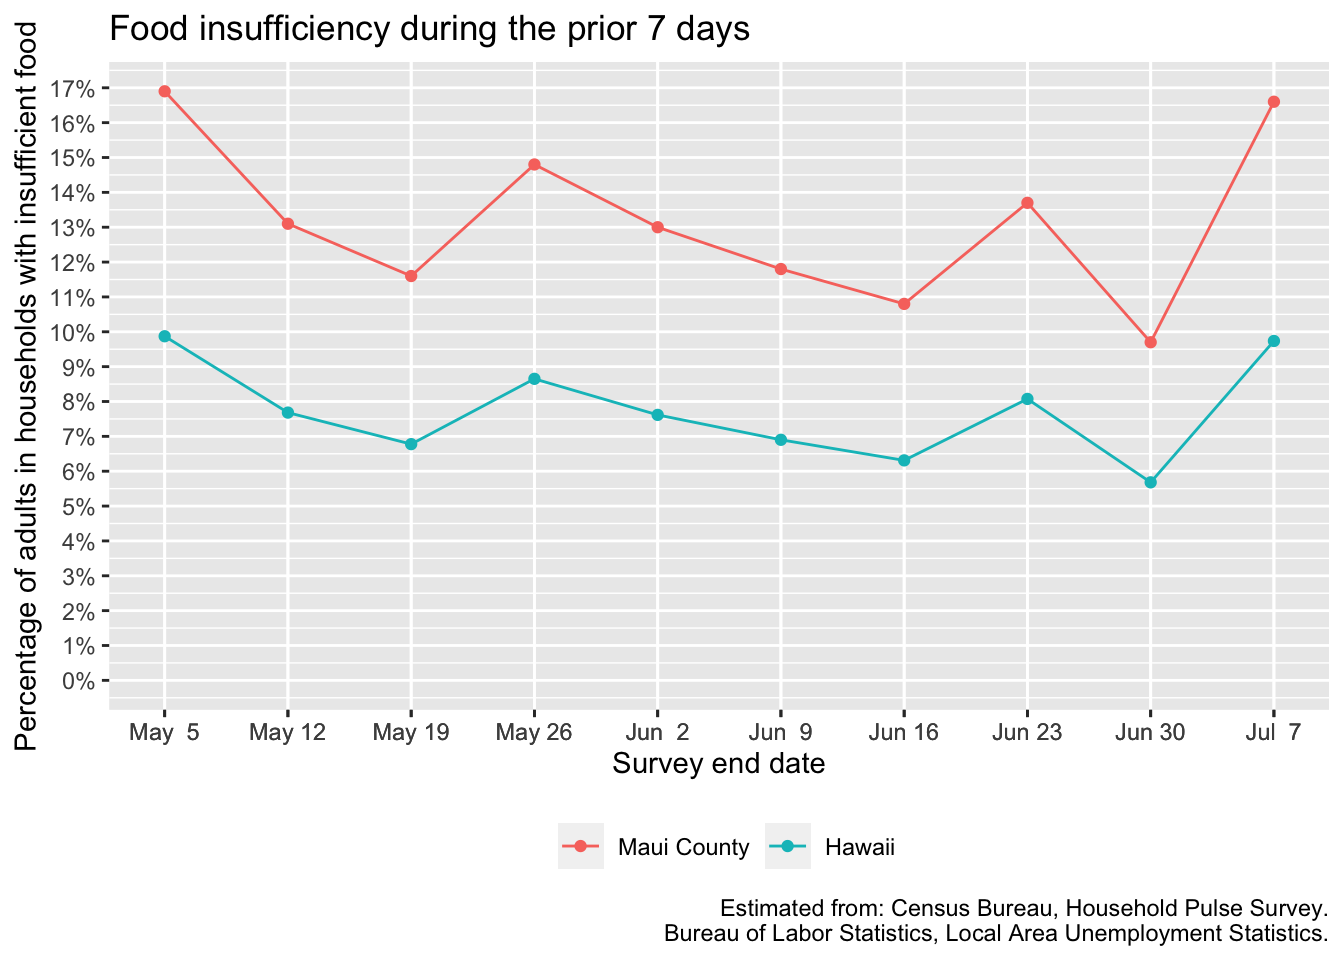 Food insufficiency during the prior 7 days
Percentage of adults in households with insufficient food
17%
16%
15%
14%
13%
12%
11%
10%
9%
8%
7%
6%
5%
4%
3%
2%
1%
0%
May 5 May 12 May 19 May 26 Jun 2 Jun 9 Jun 16 Jun 23 Jun 30 Jul 7
Survey end date
Maui County Hawaii
Estimated from: Census Bureau, Household Pulse Survey.
Bureau of Labor Statistics, Local Area Unemployment Statistics.